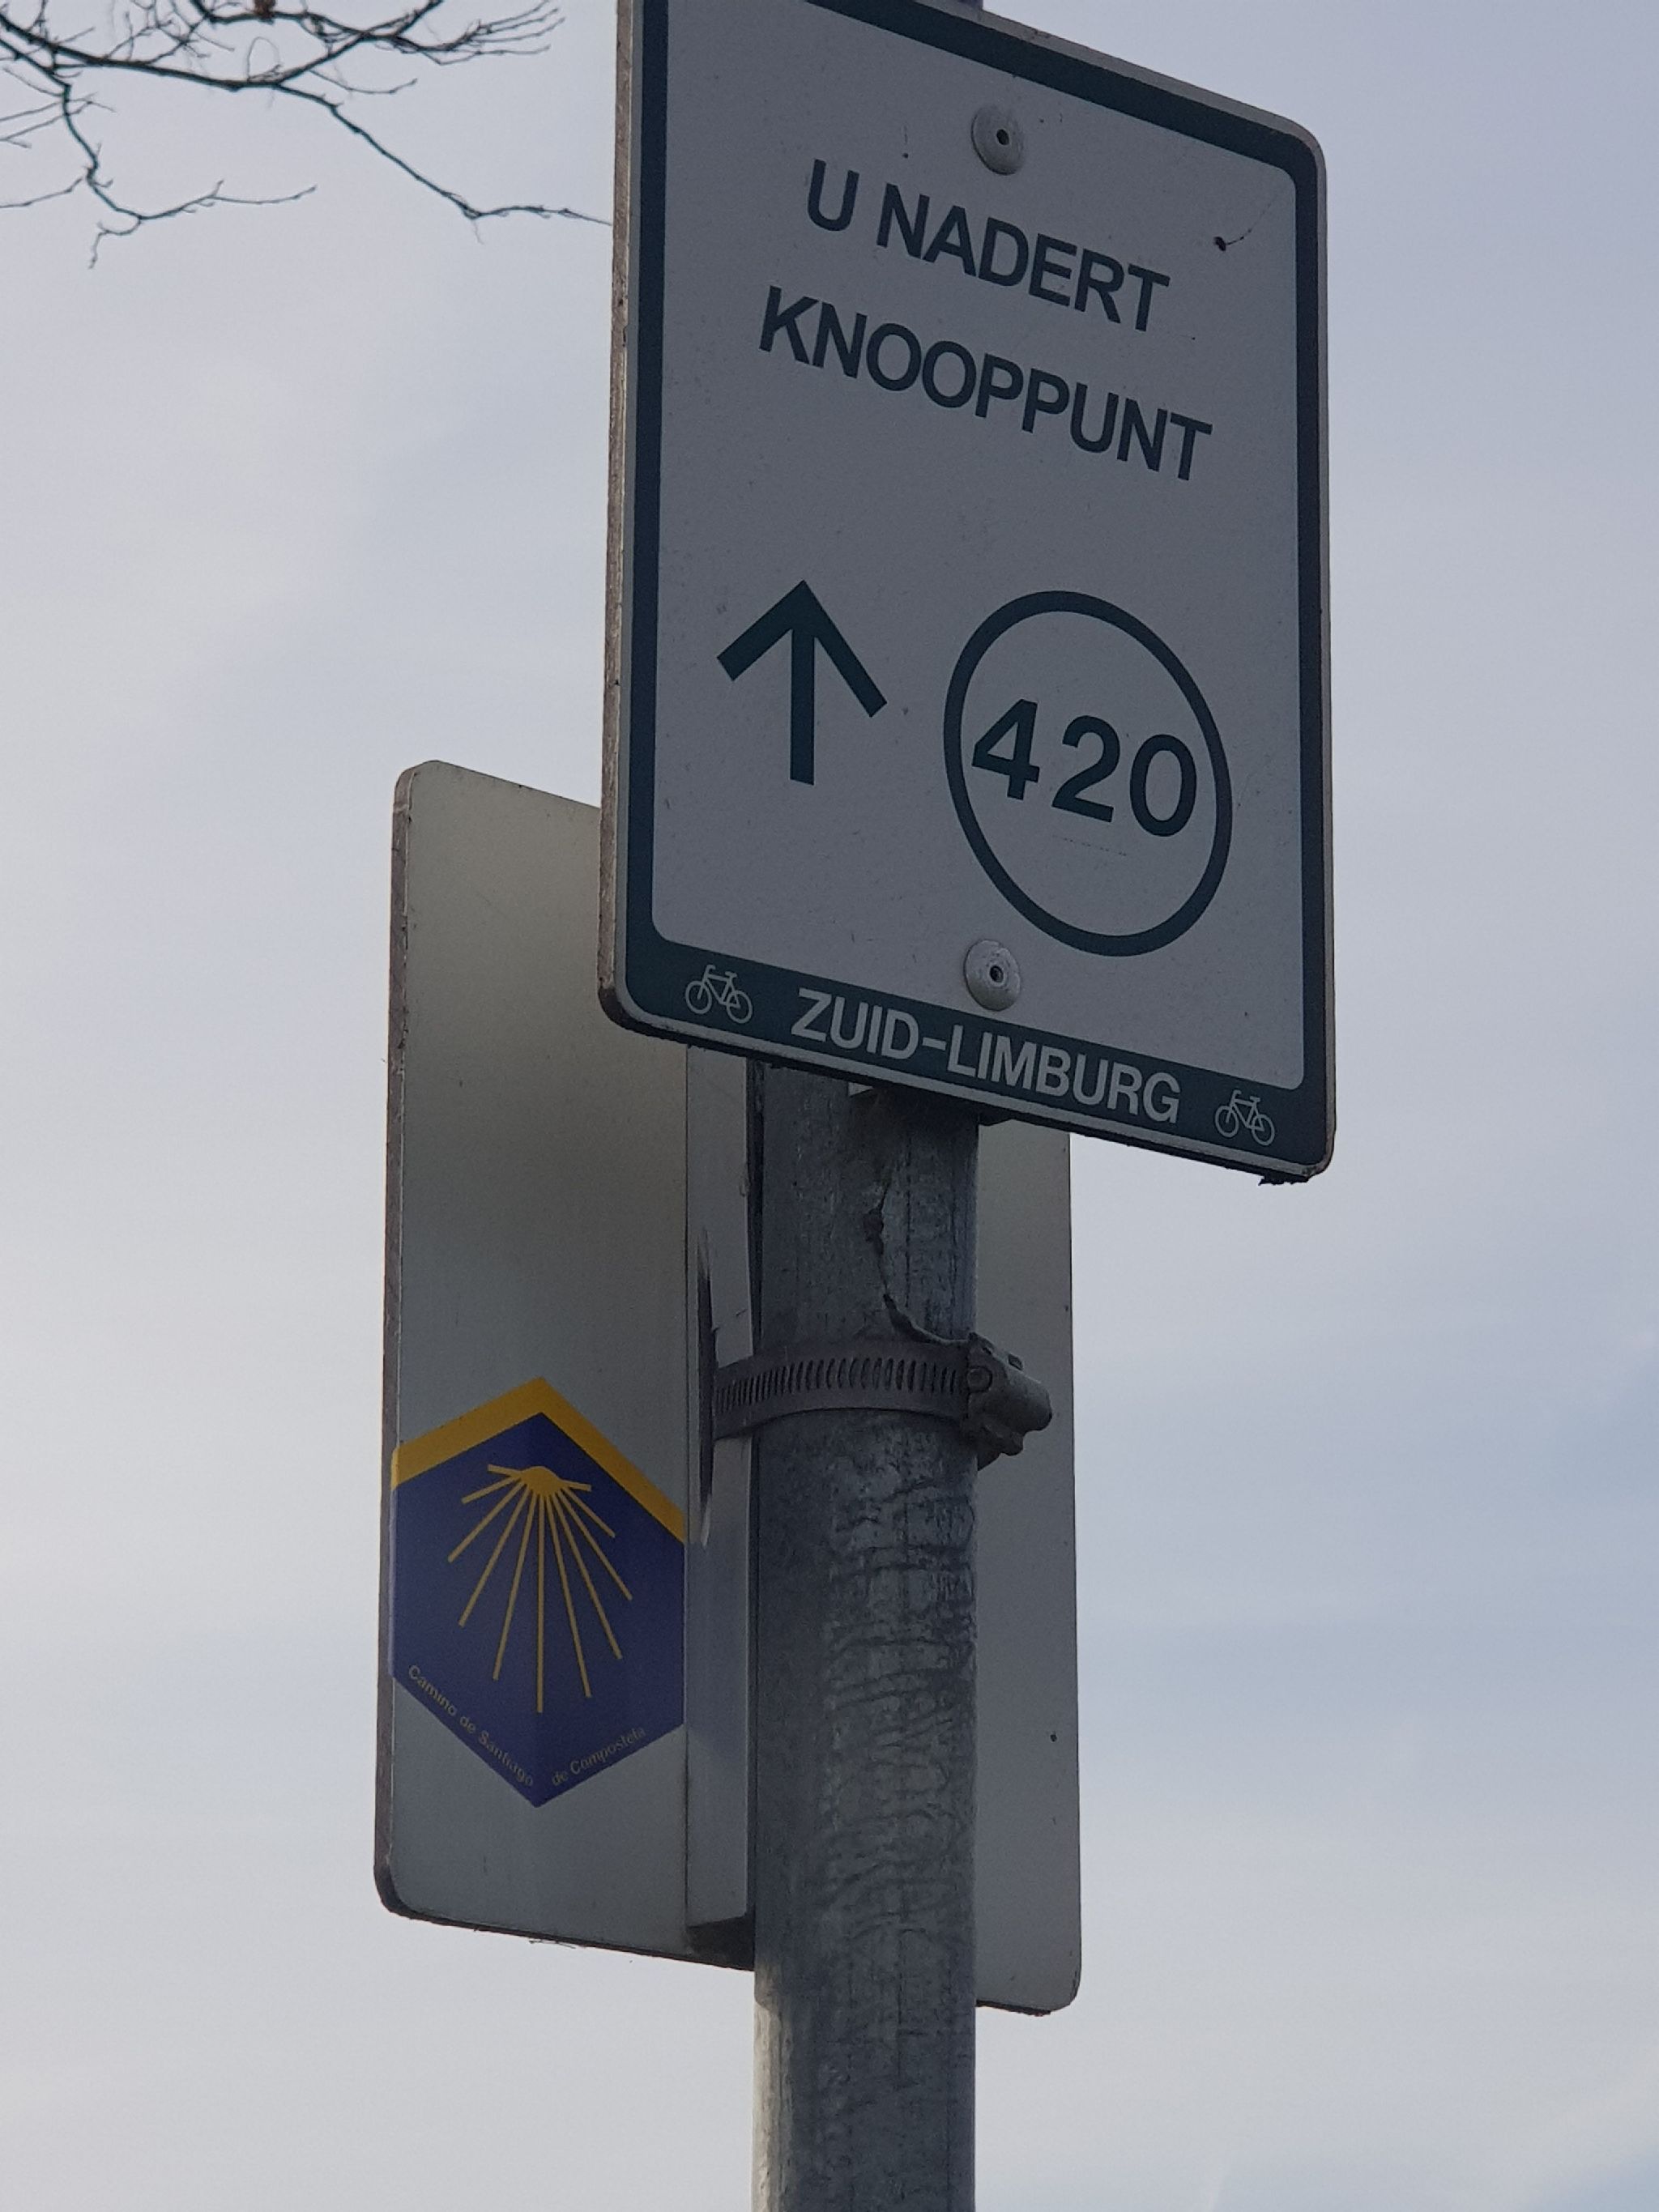 U NADERT
KNOOPPUNT
420
ZUID-LIMBURG
Camino de Santiago
de Compostela